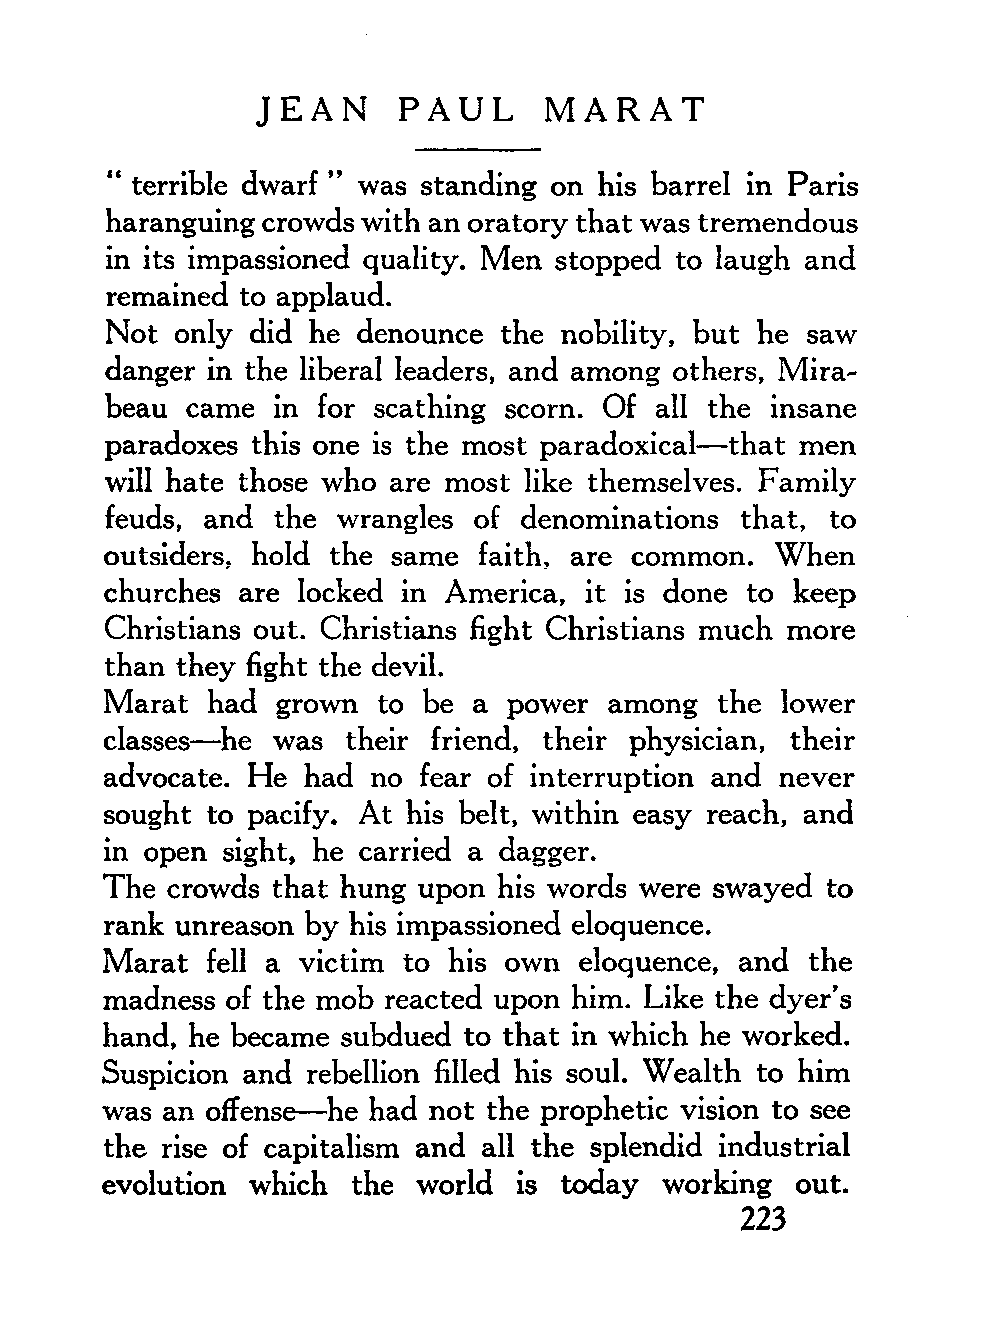 JEAN PAUL MARAT
“ terrible dwarf ” was standing on his barrel in Paris
haranguing crowds with an oratory that was tremendous
in its impassioned quality. Men stopped to laugh and
remained to applaud.
Not only did he denounce the nobility, but he saw
danger in the liberal leaders, and among others, Mira-
beau came in for scathing scorn. Of all the insane
paradoxes this one is the most paradoxical—that men
will hate those who are most like themselves. Family
feuds, and the wrangles of denominations that, to
outsiders, hold the same faith, are common. When
churches are locked in America, it is done to keep
Christians out. Christians fight Christians much more
than they fight the devil.
Marat had grown to be a power among the lower
classes—he was their friend, their physician, their
advocate. He had no fear of interruption and never
sought to pacify. At his belt, within easy reach, and
in open sight, he carried a dagger.
The crowds that hung upon his words were swayed to
rank unreason by his impassioned eloquence.
Marat fell a victim to his own eloquence, and the
madness of the mob reacted upon him. Like the dyer's
hand, he became subdued to that in which he worked.
Suspicion and rebellion filled his soul. Wealth to him
was an offense—he had not the prophetic vision to see
the rise of capitalism and all the splendid industrial
evolution which the world is today working out.
223